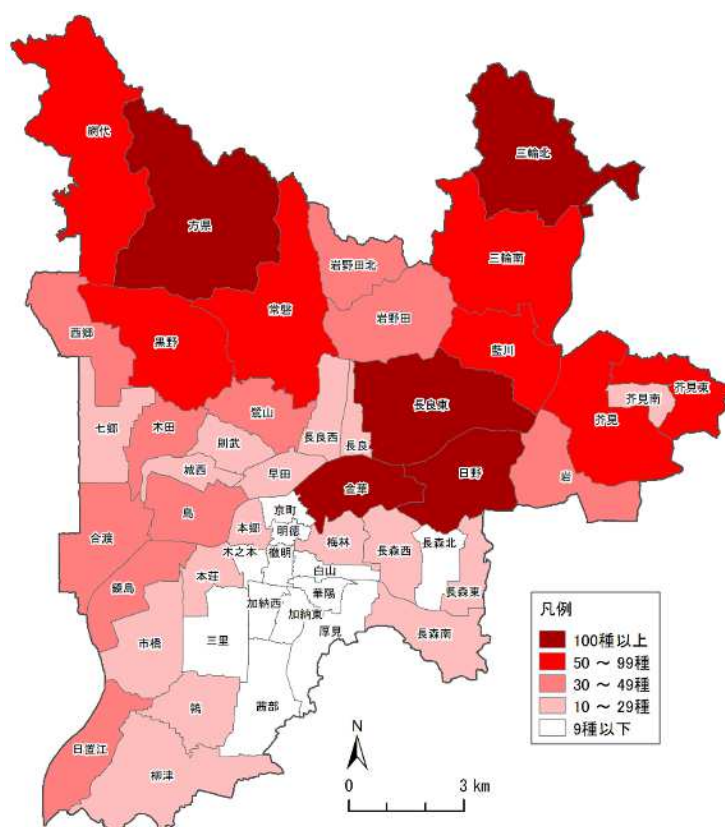 網代
三輪北
方県
三輪南
岩野田北
常磐
岩野田
西郷
黒野
藍川
芥見東
芥見南
長良東
芥見
鷺山
七郷
木田
則武
長良西
長良
日野
城西
早田
岩
金華
京町
島
合渡
本郷
明徳
梅林
長森西
長森北
木之本
徹明
鏡島
本荘
白山
長森東
華陽
加納西
加納東
市橋
三里
厚見
長森南
茜部
鶉
日置江
柳津
凡例
100種以上
50 ～ 99種
30 ～ 49種
10 ～ 29種
9種以下
N
0 3 km